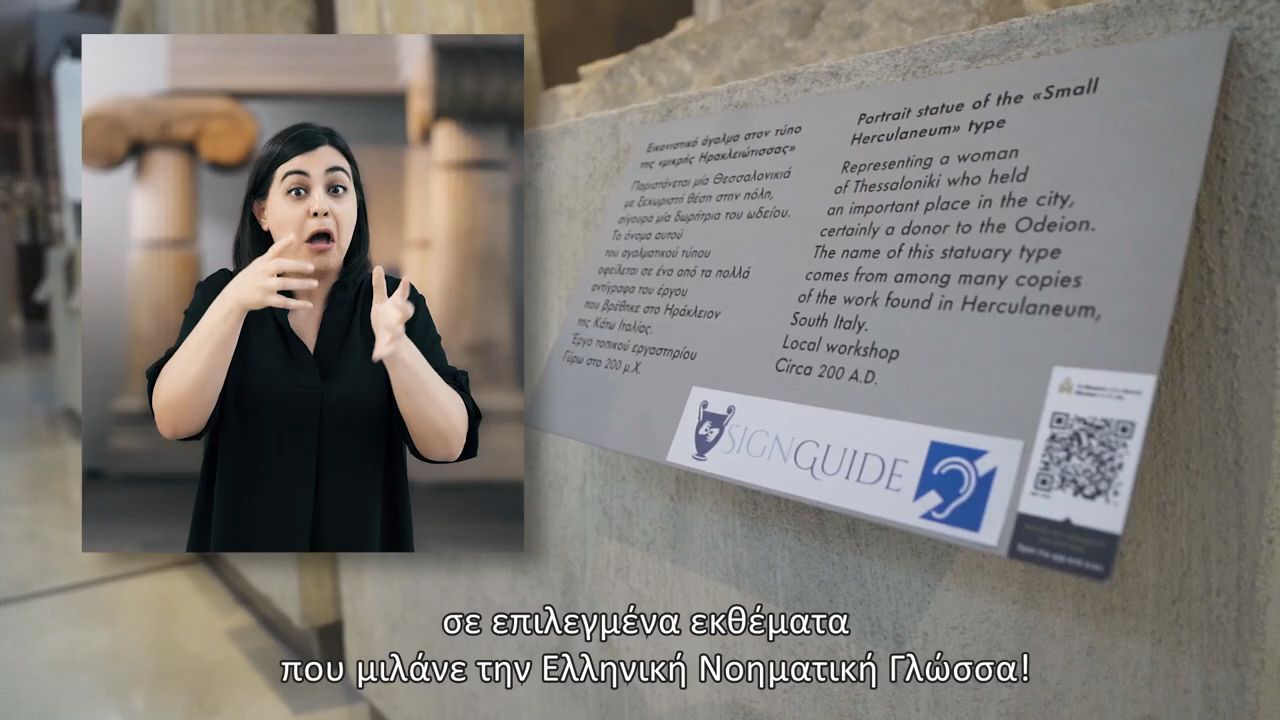 Εικονιστικό άγαλμα στον τύπο
της «μικρής Ηρακλειώτισσας»
Παριστάνεται μία Θεσσαλονικιά
με ξεχωριστή θέση στην πόλη,
σίγουρα μία δωρήτρια του ωδείου.
Το όνομα αυτού
του αγαλματικού τύπου
οφείλεται σε ένα από τα πολλά
αντίγραφα του έργου
που βρέθηκε στο Ηράκλειον
της Κάτω Ιταλίας.
Έργο τοπικού εργαστηρίου
Γύρω στο 200 μ.Χ.
Portrait statue of the «Small
Herculaneum» type
Representing a woman
of Thessaloniki who held
an important place in the city,
certainly a donor to the Odeion.
The name of this statuary type
comes from among many copies
of the work found in Herculaneum,
South Italy.
Local workshop
Circa 200 A.D.
SIGNGUIDE
σε επιλεγμένα εκθέματα
που μιλάνε την Ελληνική Νοηματική Γλώσσα!